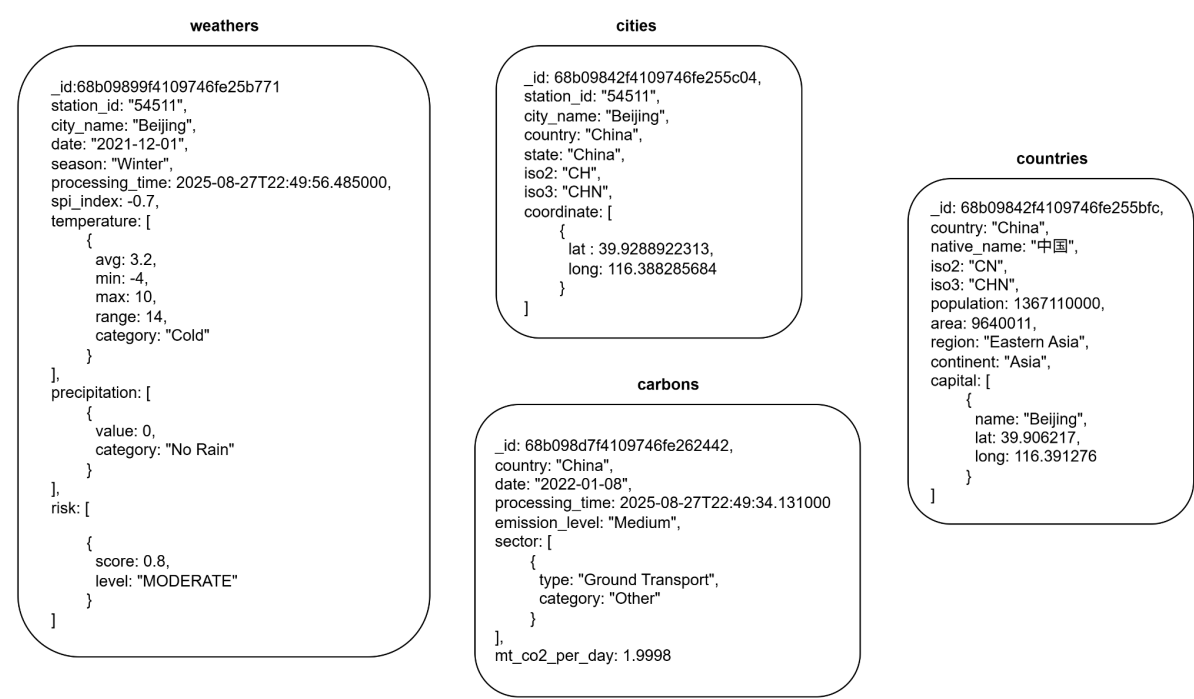 weathers
_id:68b09899f4109746fe25b771
station_id: "54511",
city_name: "Beijing",
date: "2021-12-01",
season: "Winter",
processing_time: 2025-08-27T22:49:56.485000,
spi_index: -0.7,
temperature: [
{
avg: 3.2,
min: -4,
max: 10,
range: 14,
category: "Cold"
}
],
precipitation: [
{
value: 0,
category: "No Rain"
}
],
risk: [
{
score: 0.8,
level: "MODERATE"
}
]
cities
_id: 68b09842f4109746fe255c04,
station_id: "54511",
city_name: "Beijing",
country: "China",
state: "China",
iso2: "CH",
iso3: "CHN",
coordinate: [
{
lat : 39.9288922313,
long: 116.388285684
}
]
carbons
_id: 68b098d7f4109746fe262442,
country: "China",
date: "2022-01-08",
processing_time: 2025-08-27T22:49:34.131000
emission_level: "Medium",
sector: [
{
type: "Ground Transport",
category: "Other"
}
],
mt_co2_per_day: 1.9998
countries
_id: 68b09842f4109746fe255bfc,
country: "China",
native_name: "中国",
iso2: "CN",
iso3: "CHN",
population: 1367110000,
area: 9640011,
region: "Eastern Asia",
continent: "Asia",
capital: [
{
name: "Beijing",
lat: 39.906217,
long: 116.391276
}
]